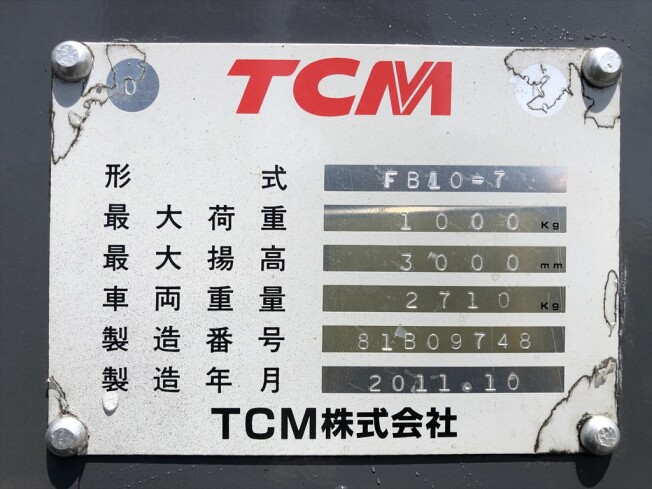 TCM
形式 FB10-7
最大荷重 1000 Kg
最大揚高 3000 mm
車両重量 2710 Kg
製造番号 81B09748
製造年月 2011.10
TCM株式会社